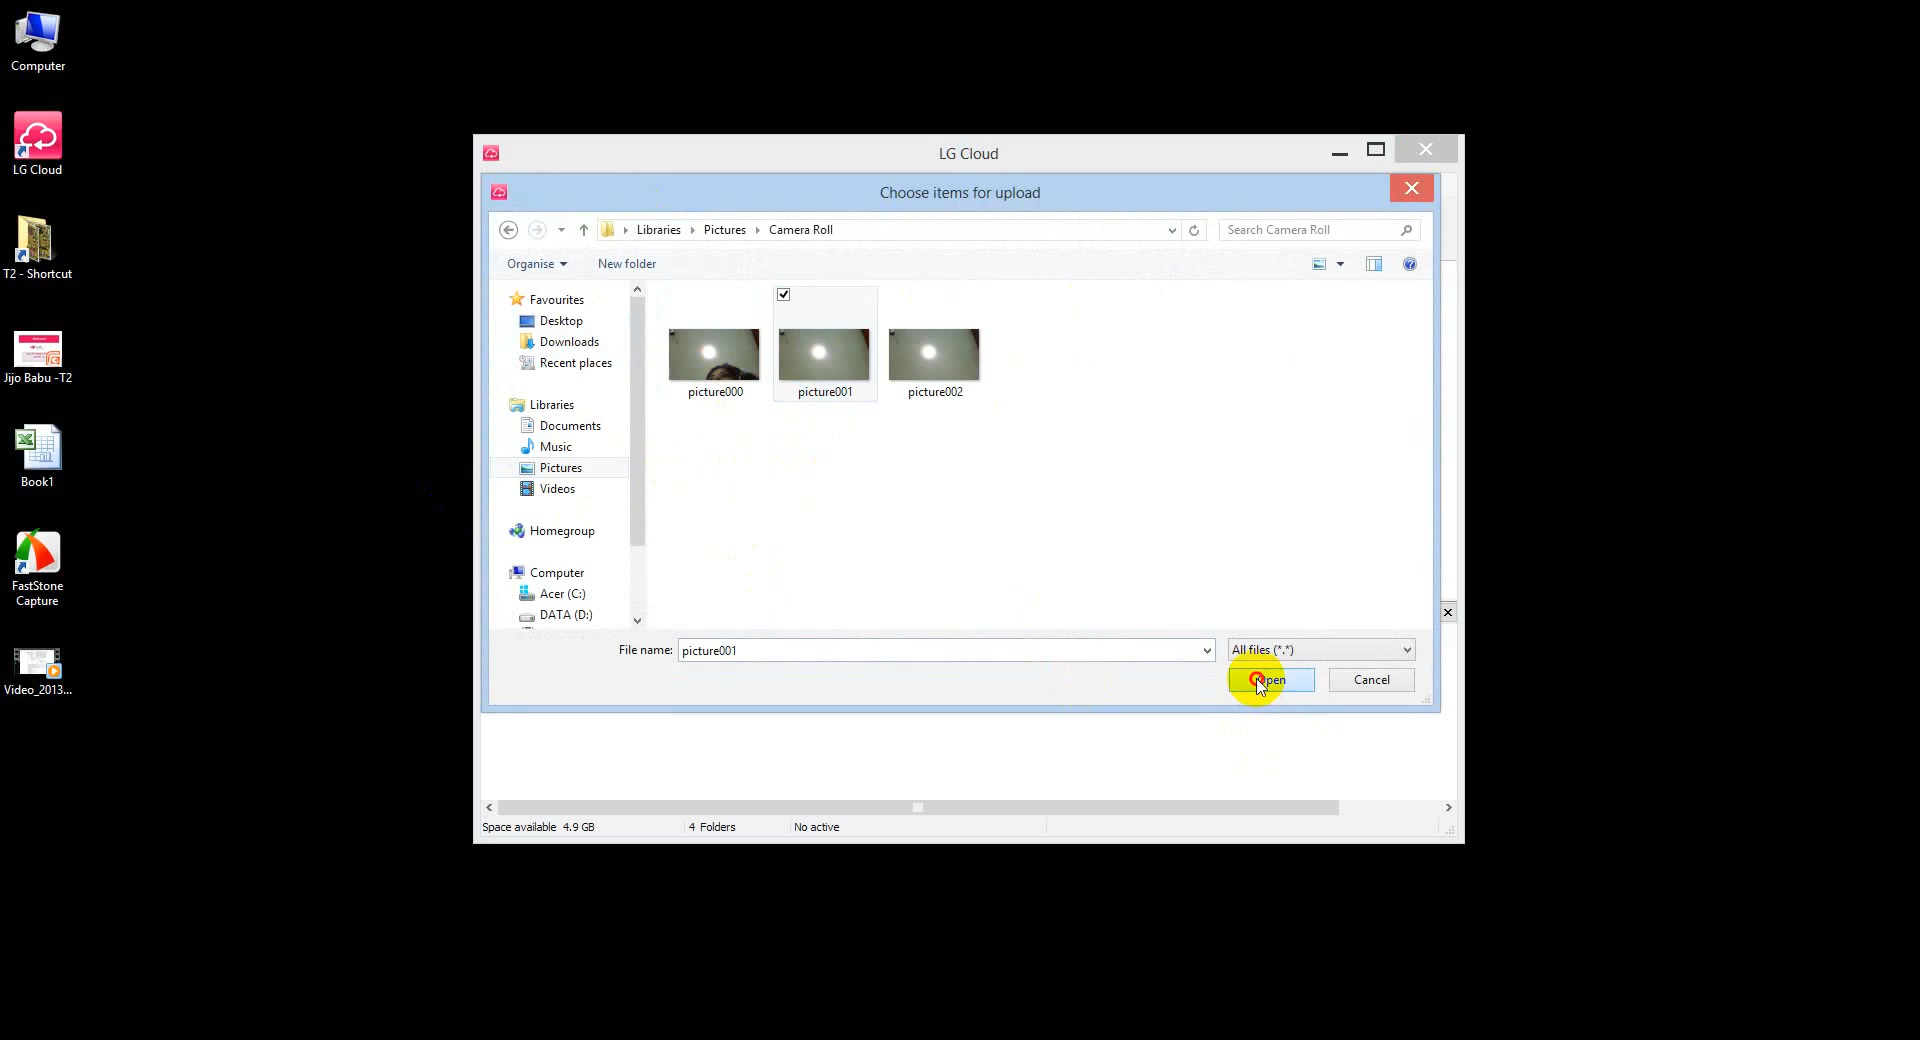 Computer
LG Cloud
T2 - Shortcut
Jijo Babu -T2
Book1
FastStone
Capture
Video_2013...
LG Cloud
Choose items for upload
Libraries
Pictures
Camera Roll
Search Camera Roll
Organise
New folder
Favourites
Desktop
Downloads
Recent places
Libraries
Documents
Music
Pictures
Videos
Homegroup
Computer
Acer (C:)
DATA (D:)
picture000
picture001
picture002
File name:
picture001
All files (*.*)
Open
Cancel
Space available 4.9 GB
4 Folders
No active